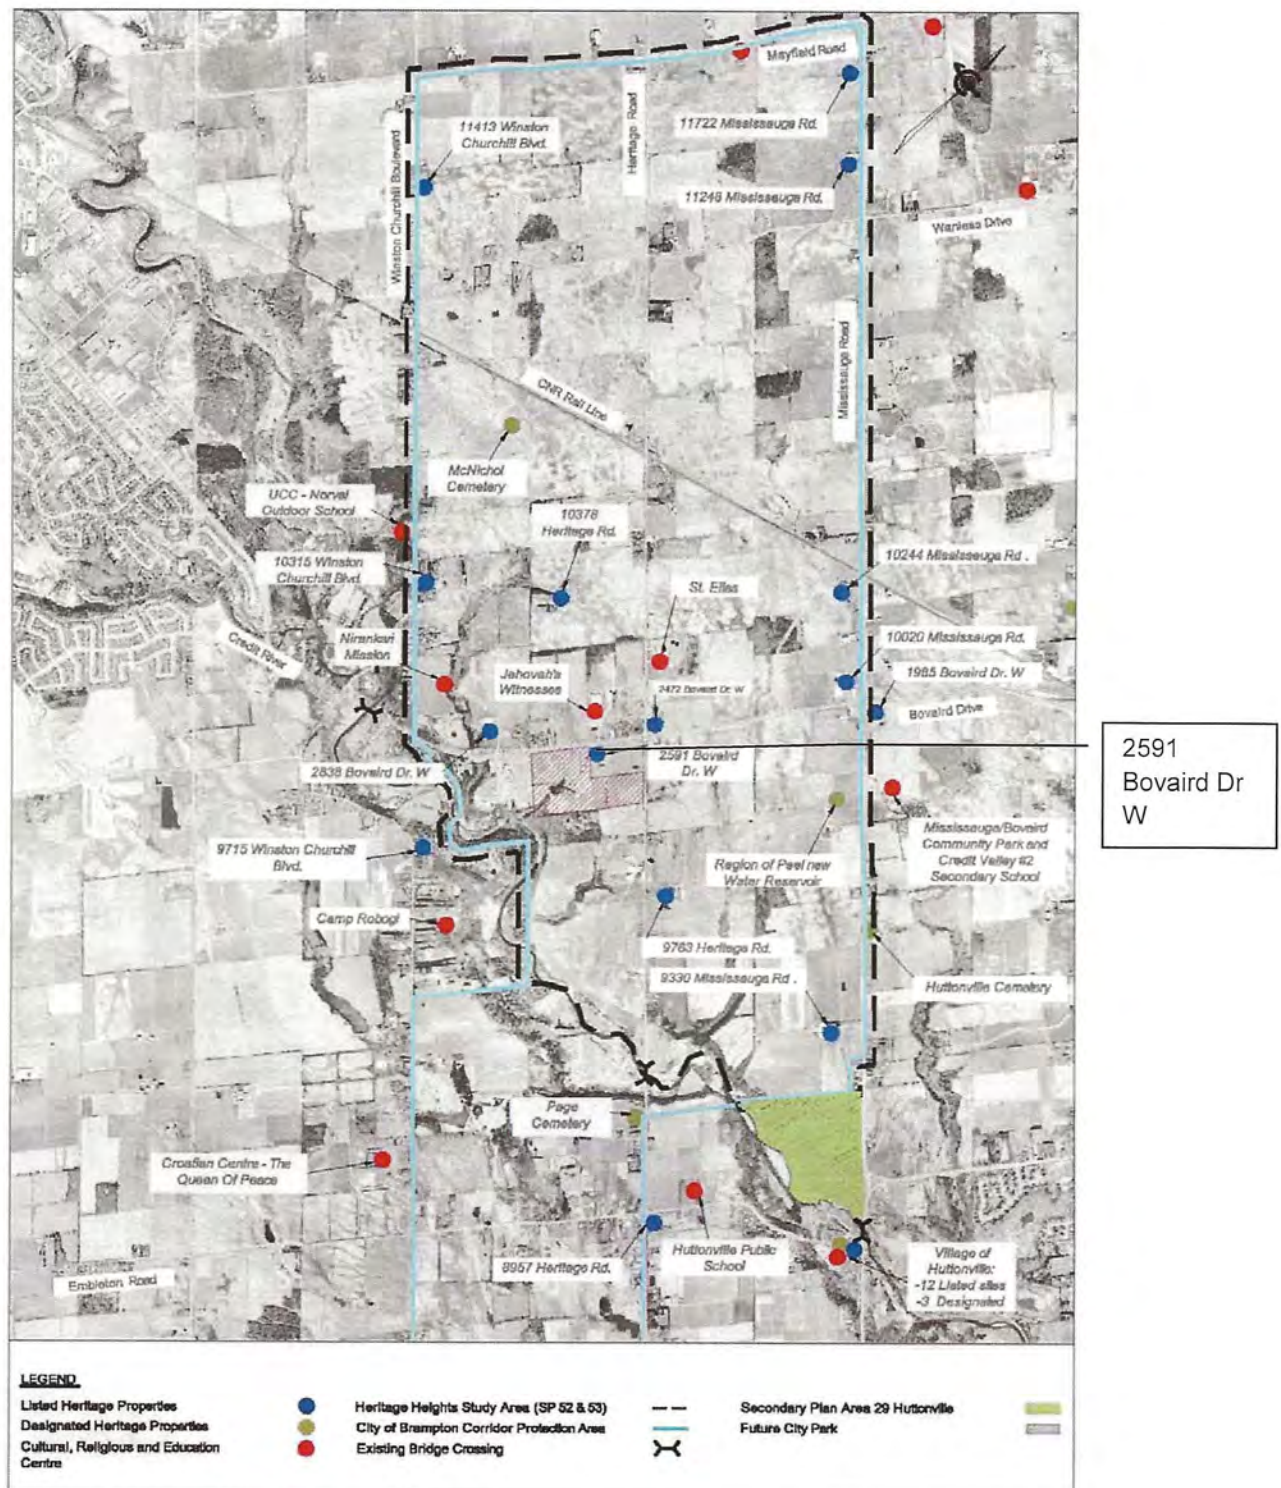 Mayfield Road
Heritage Road
11722 Mississauga Rd.
11413 Winston
Churchill Blvd.
Winston Churchill Boulevard
11248 Mississauga Rd.
Wanless Drive
Mississauga Road
CNR Rail Line
McNichol
Cemetery
UCC - Norval
Outdoor School
10378
Heritage Rd.
10315 Winston
Churchill Blvd.
10244 Mississauga Rd .
St. Elias
Credit River
Nirankari
Mission
10020 Mississauga Rd.
Jehovah's
Witnesses
2472 Bovaird Dr. W
1985 Bovaird Dr. W
Bovaird Drive
2838 Bovaird Dr. W
2591 Bovaird
Dr. W
2591
Bovaird Dr
W
9715 Winston Churchill
Blvd.
Region of Peel new
Water Reservoir
Mississauga/Bovaird
Community Park and
Credit Valley #2
Secondary School
Camp Robogi
9763 Heritage Rd.
9330 Mississauga Rd .
Huttonville Cemetery
Page
Cemetery
Croatian Centre - The
Queen Of Peace
Huttonville Public
School
8957 Heritage Rd.
Village of
Huttonville:
-12 Listed sites
-3 Designated
Embleton Road
LEGEND
Listed Heritage Properties
Designated Heritage Properties
Cultural, Religious and Education
Centre
Heritage Heights Study Area (SP 52 & 53)
City of Brampton Corridor Protection Area
Existing Bridge Crossing
Secondary Plan Area 29 Huttonville
Future City Park